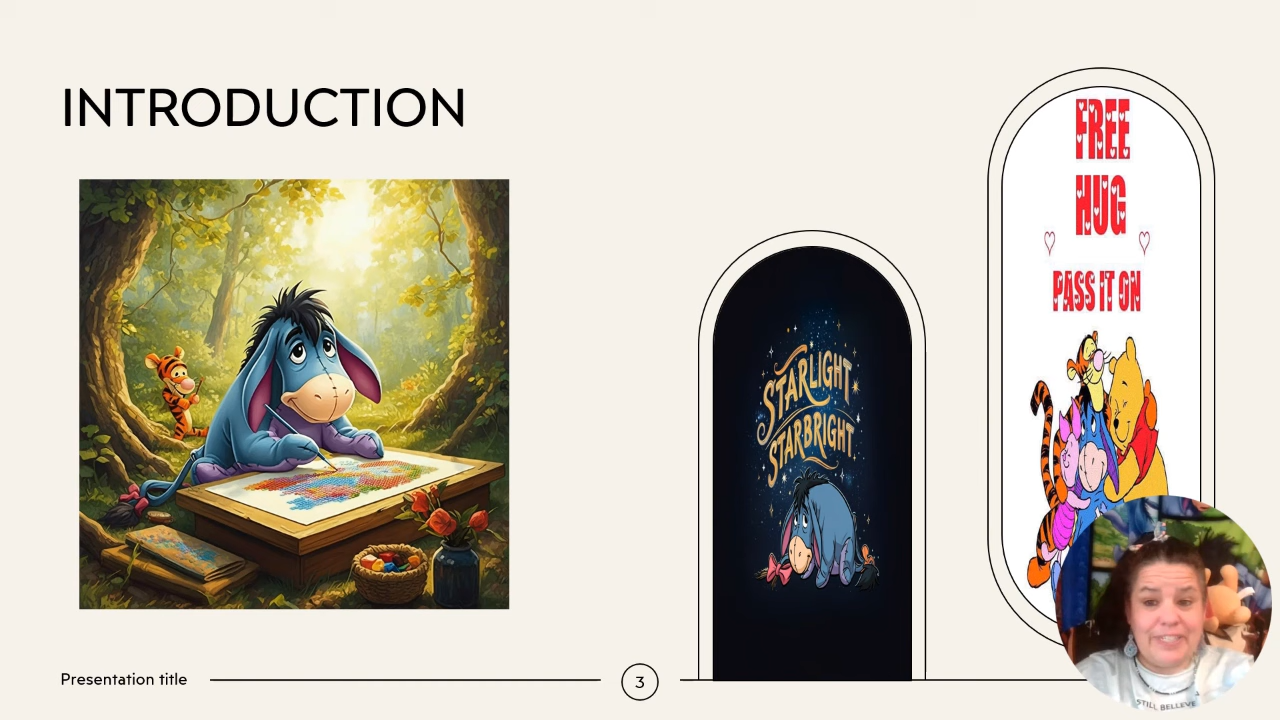 INTRODUCTION
FREE
HUG
PASS IT ON
STARLIGHT
STARBRIGHT
Presentation title
3
STILL BELIEVE